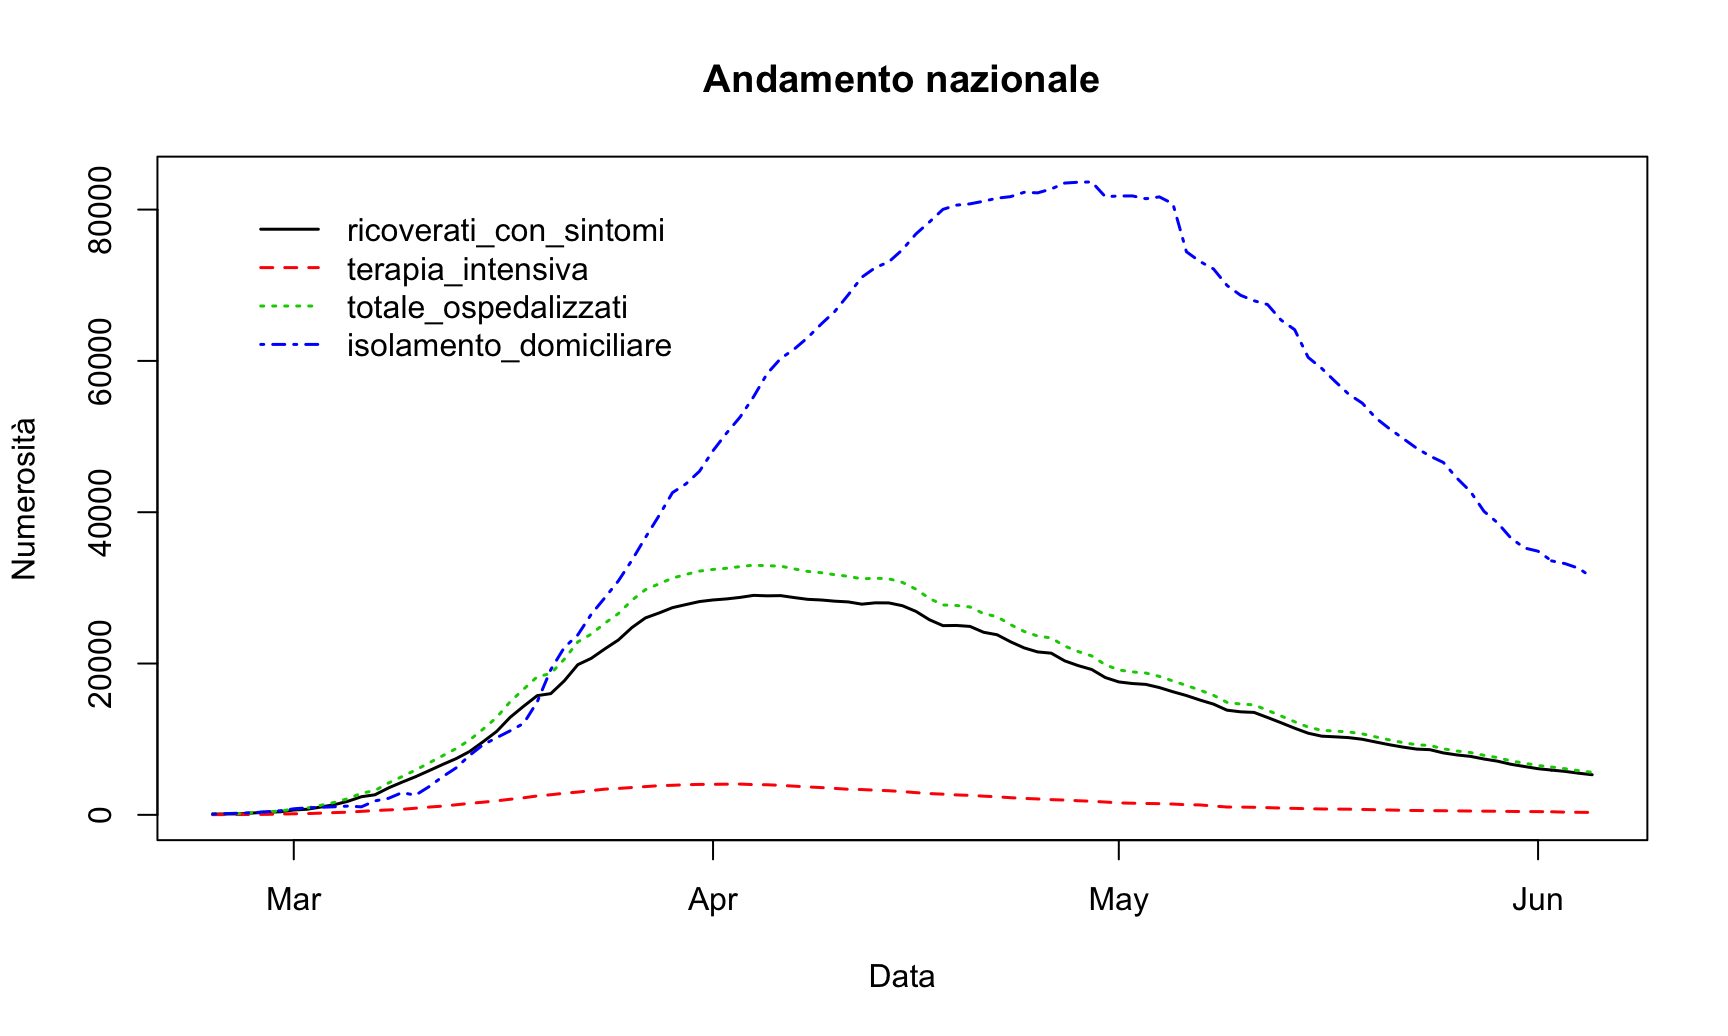 Andamento nazionale
Numerosità
80000
60000
40000
20000
0
ricoverati_con_sintomi
terapia_intensiva
totale_ospedalizzati
isolamento_domiciliare
Mar Apr May Jun
Data